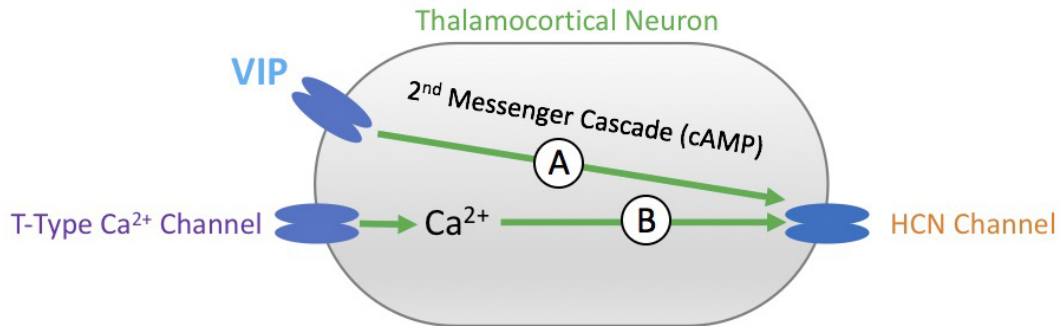 Thalamocortical Neuron
VIP
2nd Messenger Cascade (cAMP)
A
T-Type Ca2+ Channel
Ca2+
B
HCN Channel